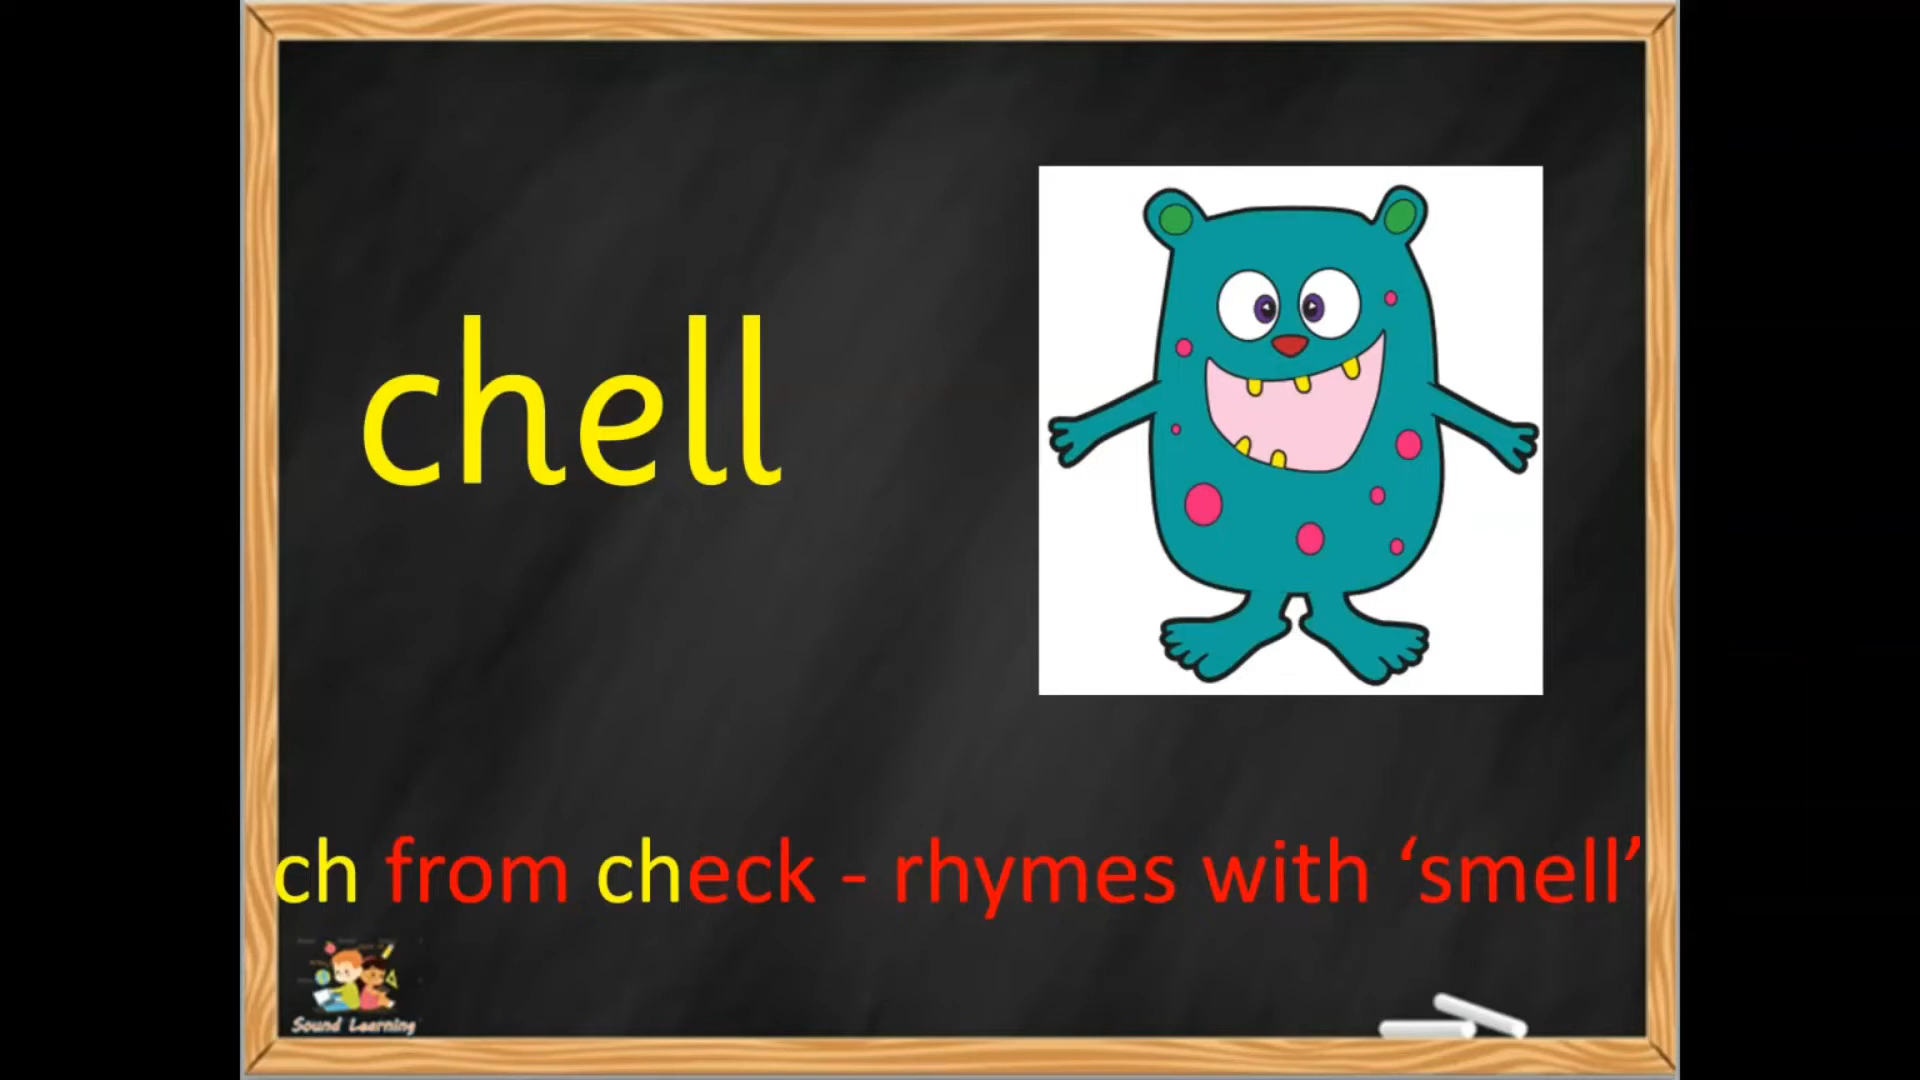 chell
ch from check - rhymes with ‘smell’
Sound Learning